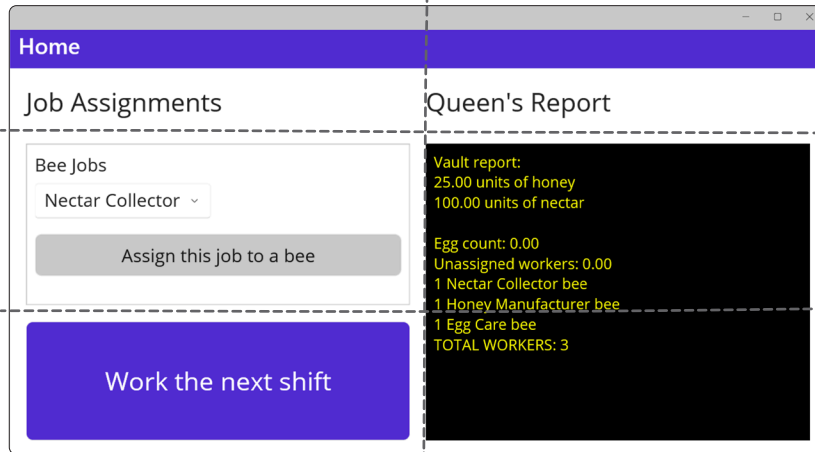 Home
Job Assignments
Bee Jobs
Nectar Collector
Assign this job to a bee
Work the next shift
Queen's Report
Vault report:
25.00 units of honey
100.00 units of nectar
Egg count: 0.00
Unassigned workers: 0.00
1 Nectar Collector bee
1 Honey Manufacturer bee
1 Egg Care bee
TOTAL WORKERS: 3